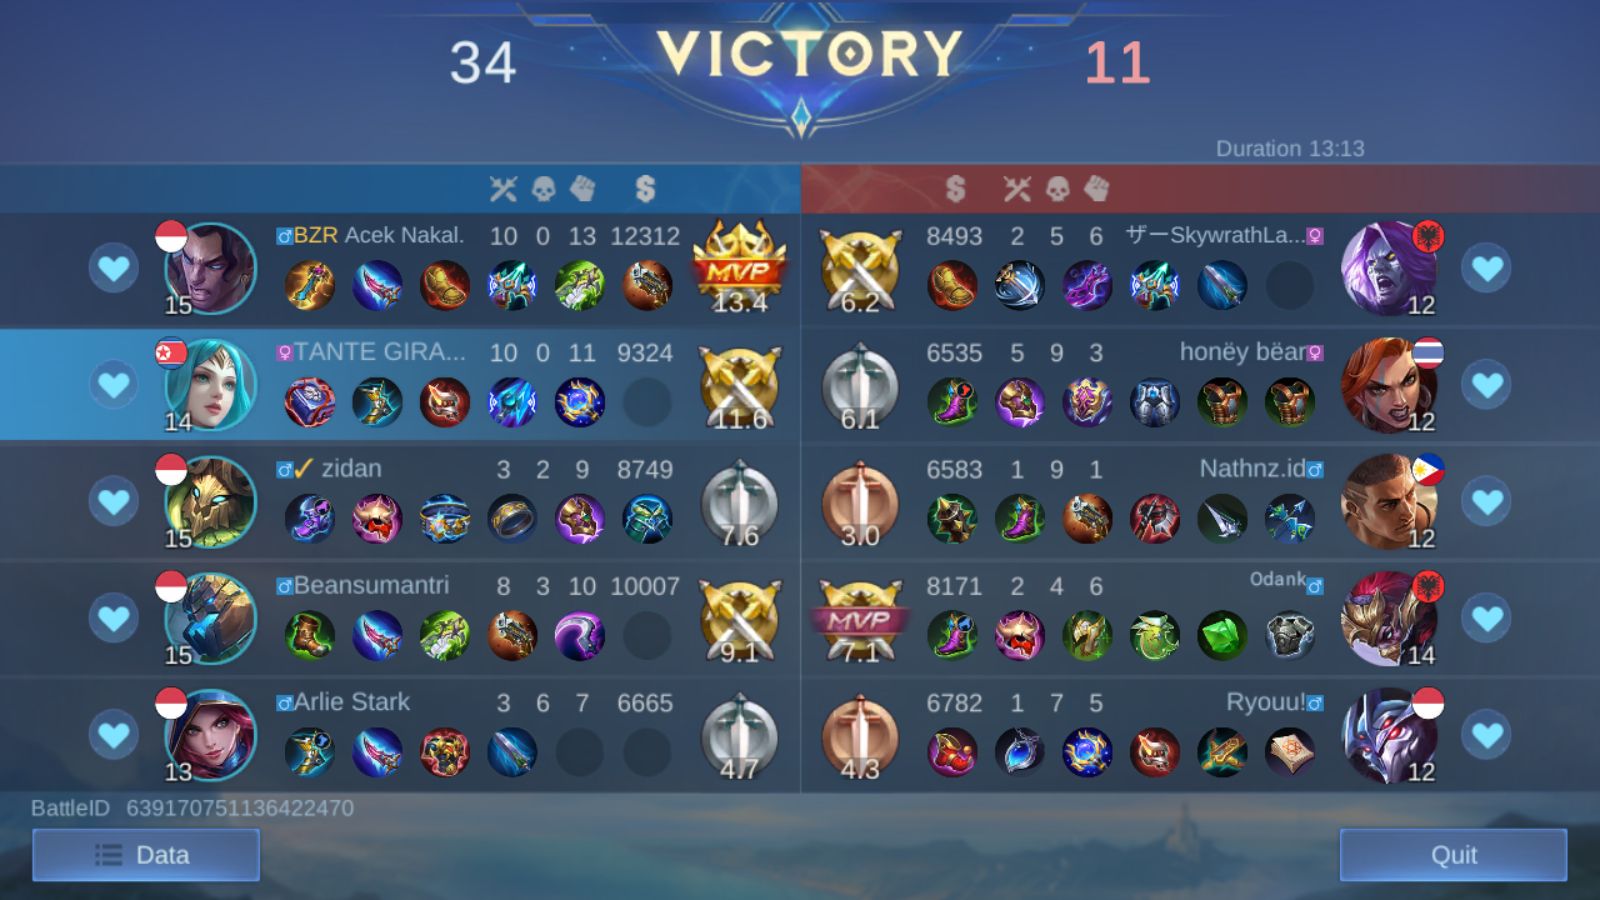 34 VICTORY 11
Duration 13:13
BZR Acek Nakal. 10 0 13 12312
MVP
15 13.4
8493 2 5 6 ザーSkywrathLa...
6.2 12
TANTE GIRA... 10 0 11 9324
14 11.6
6535 5 9 3 honëy bëar
6.1 12
✓ zidan 3 2 9 8749
15 7.6
6583 1 9 1 Nathnz.id
3.0 12
Beansumantri 8 3 10 10007
15 9.1
8171 2 4 6 Odank
MVP
7.1 14
Arlie Stark 3 6 7 6665
13 4.7
6782 1 7 5 Ryouu!
4.3 12
BattleID 639170751136422470
Data Quit